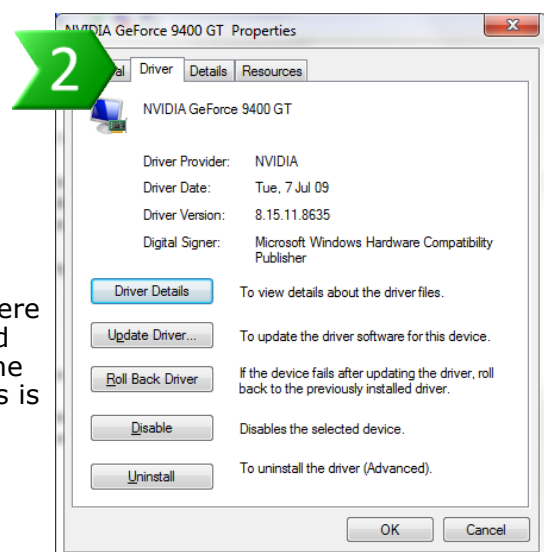 NVIDIA GeForce 9400 GT Properties
2
Driver
Details
Resources
NVIDIA GeForce 9400 GT
Driver Provider: NVIDIA
Driver Date: Tue, 7 Jul 09
Driver Version: 8.15.11.8635
Digital Signer: Microsoft Windows Hardware Compatibility
Publisher
Driver Details To view details about the driver files.
Update Driver... To update the driver software for this device.
Roll Back Driver If the device fails after updating the driver, roll
back to the previously installed driver.
Disable Disables the selected device.
Uninstall To uninstall the driver (Advanced).
OK Cancel
is